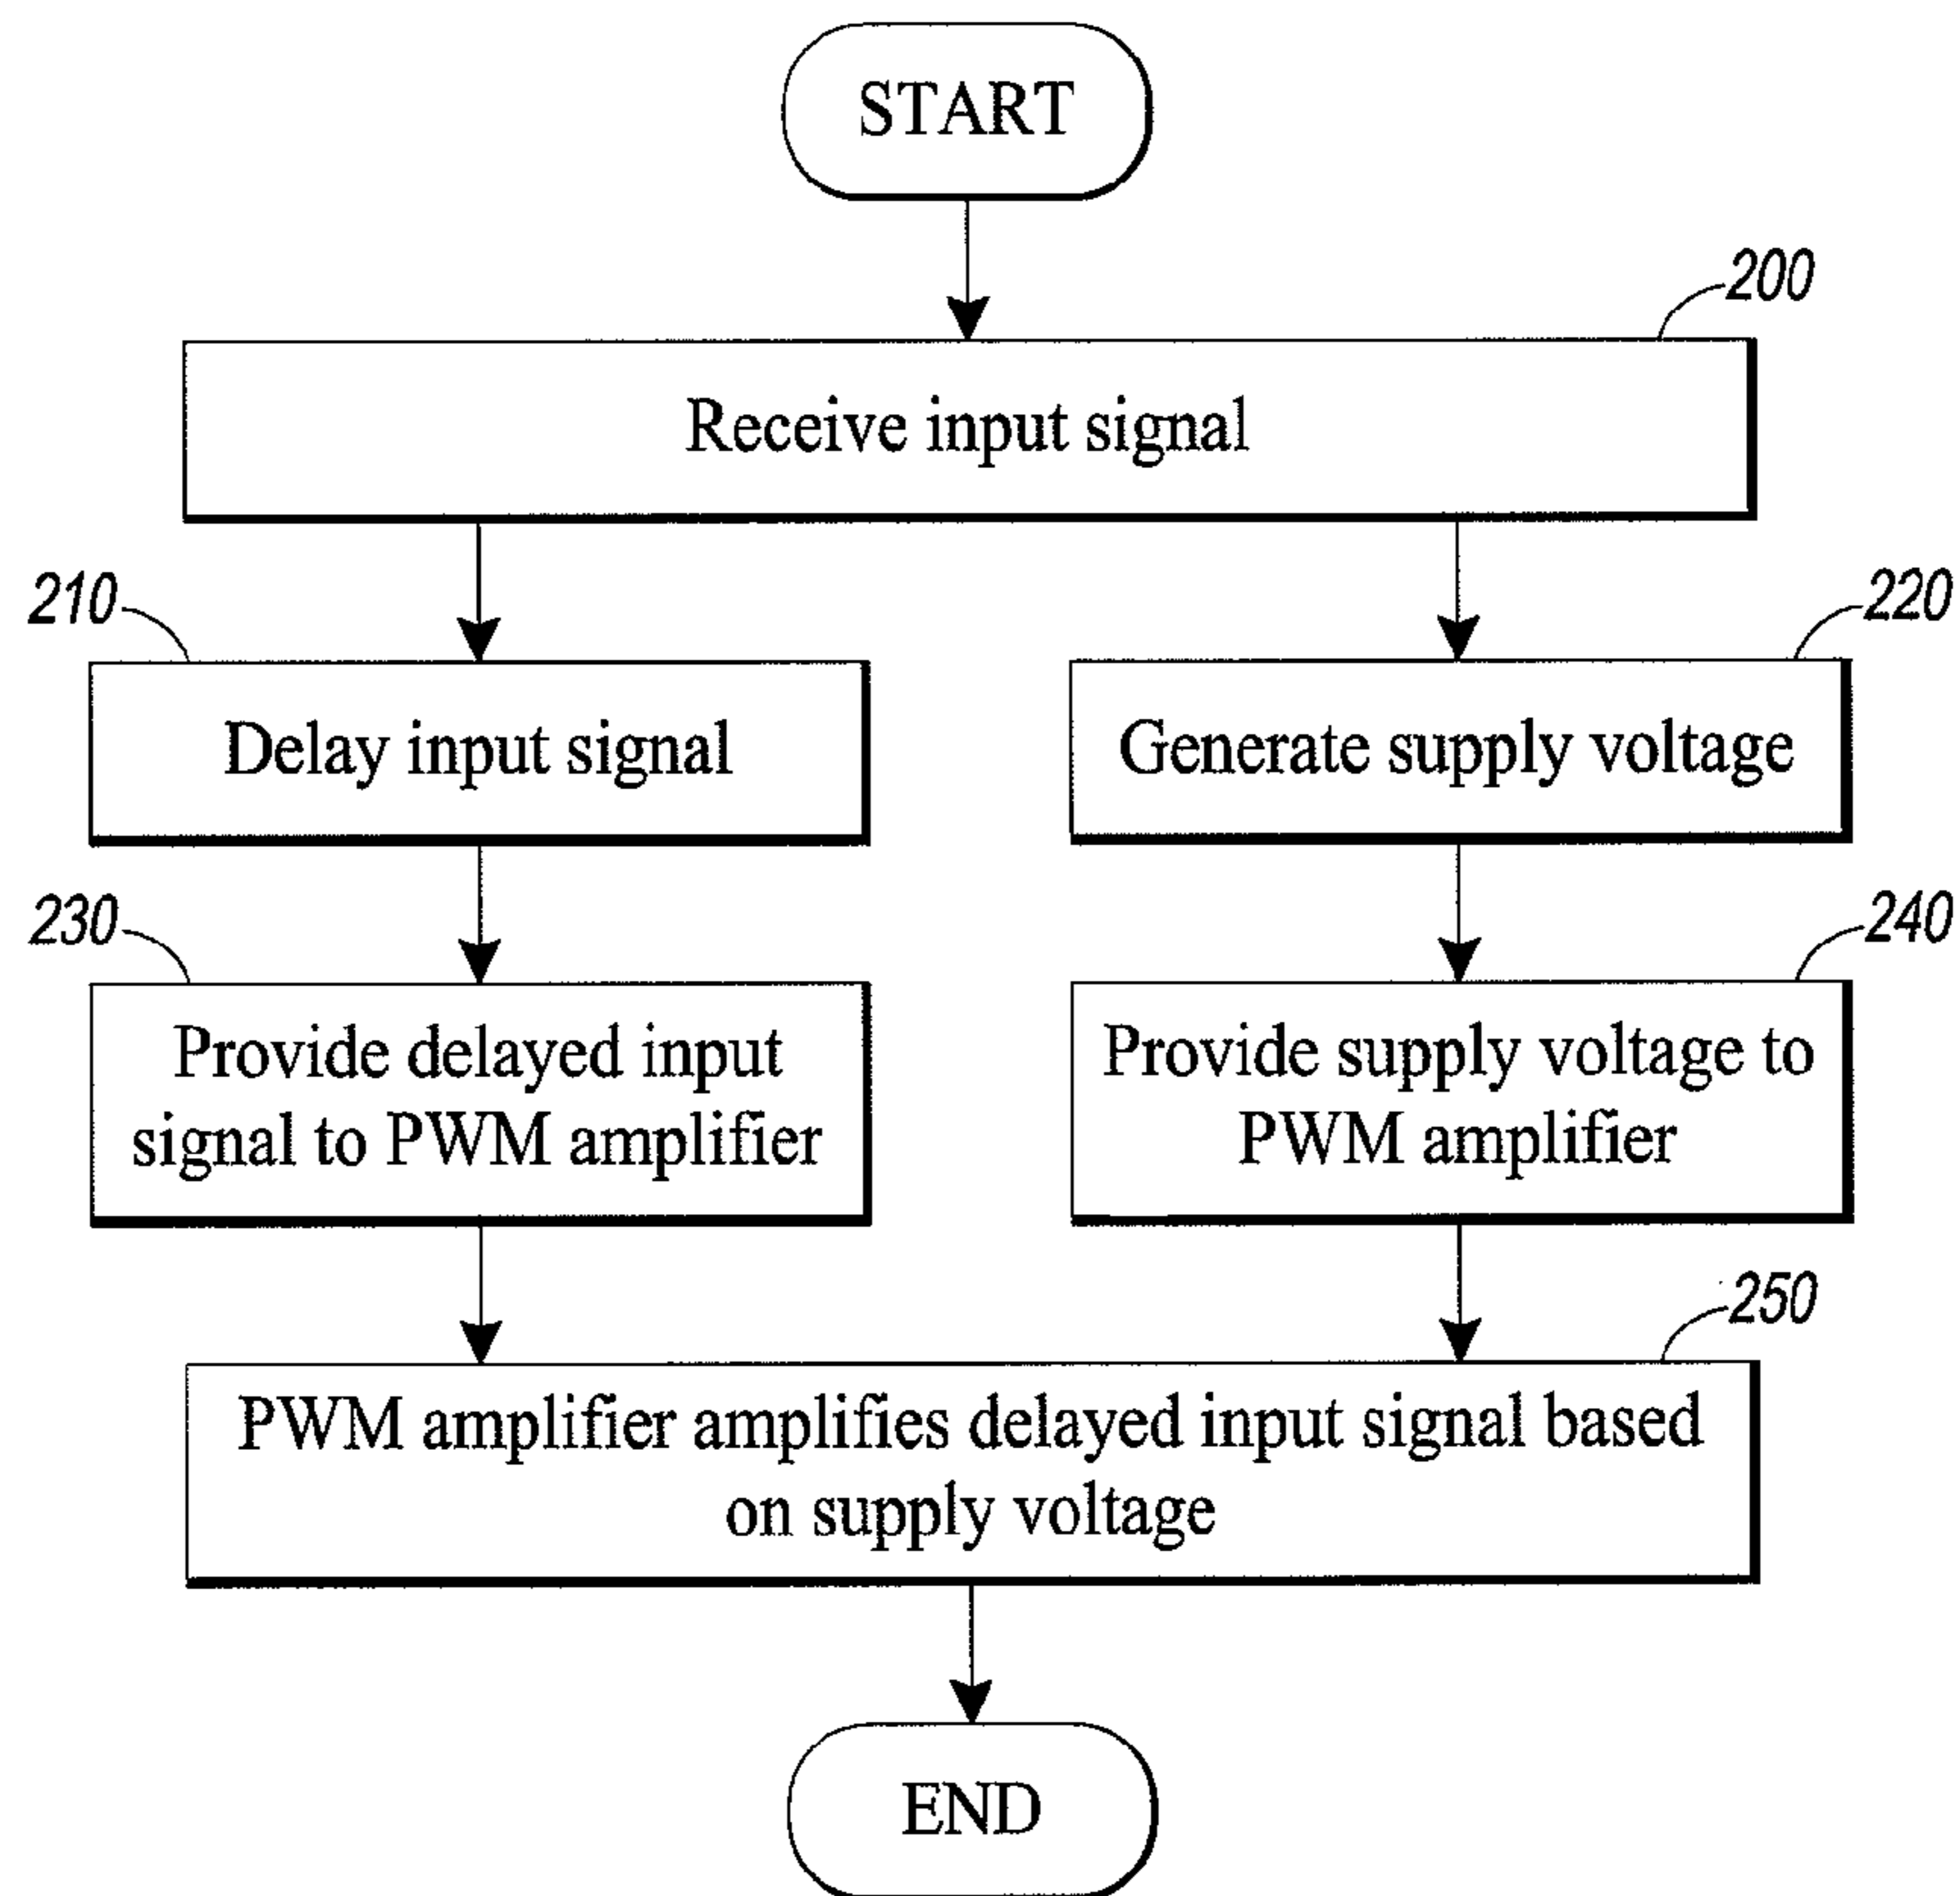 START
200
Receive input signal
210
220
Delay input signal
Generate supply voltage
230
240
Provide delayed input
signal to PWM amplifier
Provide supply voltage to
PWM amplifier
250
PWM amplifier amplifies delayed input signal based
on supply voltage
END